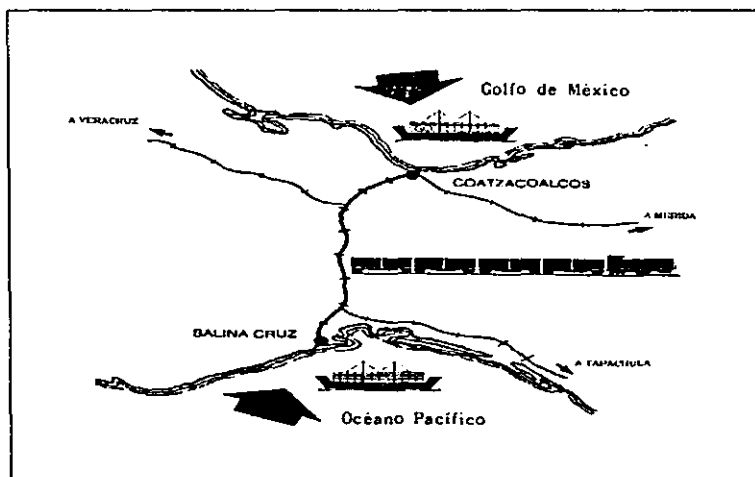 Golfo de México
A VERACRUZ
COATZACOALCOS
A MERIDA
SALINA CRUZ
A TAPACHULA
Océano Pacífico